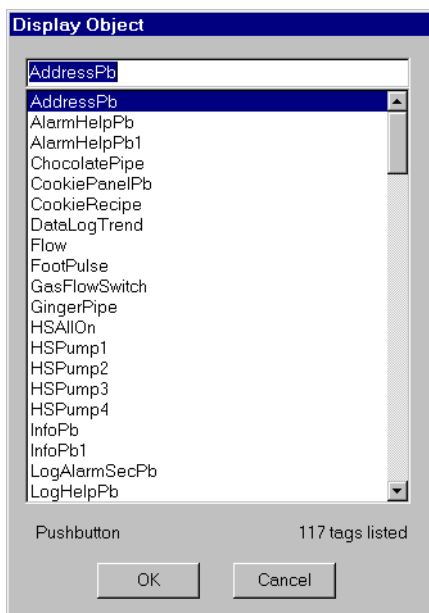 Display Object
AddressPb
AddressPb
AlarmHelpPb
AlarmHelpPb1
ChocolatePipe
CookiePanelPb
CookieRecipe
DataLogTrend
Flow
FootPulse
GasFlowSwitch
GingerPipe
HSAllOn
HSPump1
HSPump2
HSPump3
HSPump4
InfoPb
InfoPb1
LogAlarmSecPb
LogHelpPb
Pushbutton 117 tags listed
OK Cancel